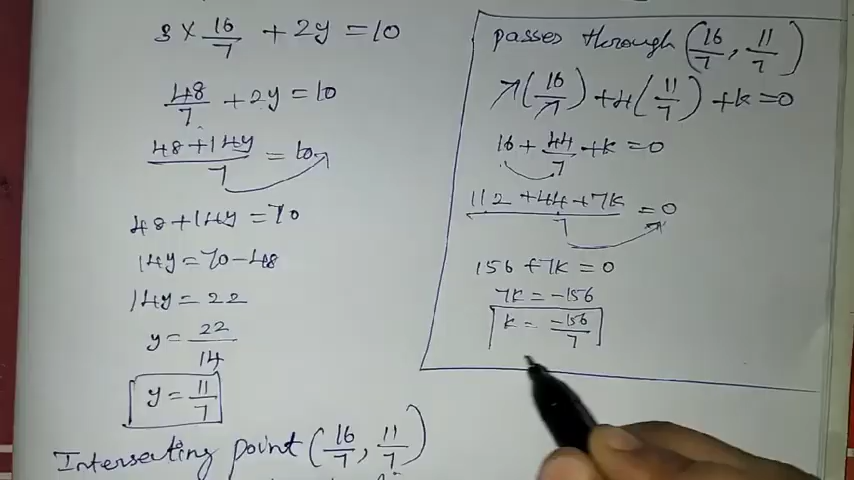 3 × 16/7 + 2y = 10
48/7 + 2y = 10
48 + 14y / 7 = 10
48 + 14y = 70
14y = 70 - 48
14y = 22
y = 22/14
y = 11/7
Intersecting point (16/7, 11/7)
passes through (16/7, 11/7)
7(16/7) + 4(11/7) + k = 0
16 + 44/7 + k = 0
112 + 44 + 7k / 7 = 0
156 + 7k = 0
7k = -156
k = -156/7